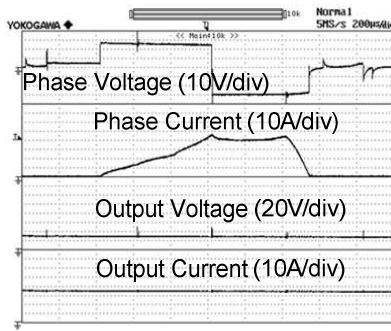 10k
Normal
YOKOGAWA ◆
<< Main:10k >>
5MS/s 200µs/div
Phase Voltage (10V/div)
Phase Current (10A/div)
Output Voltage (20V/div)
Output Current (10A/div)